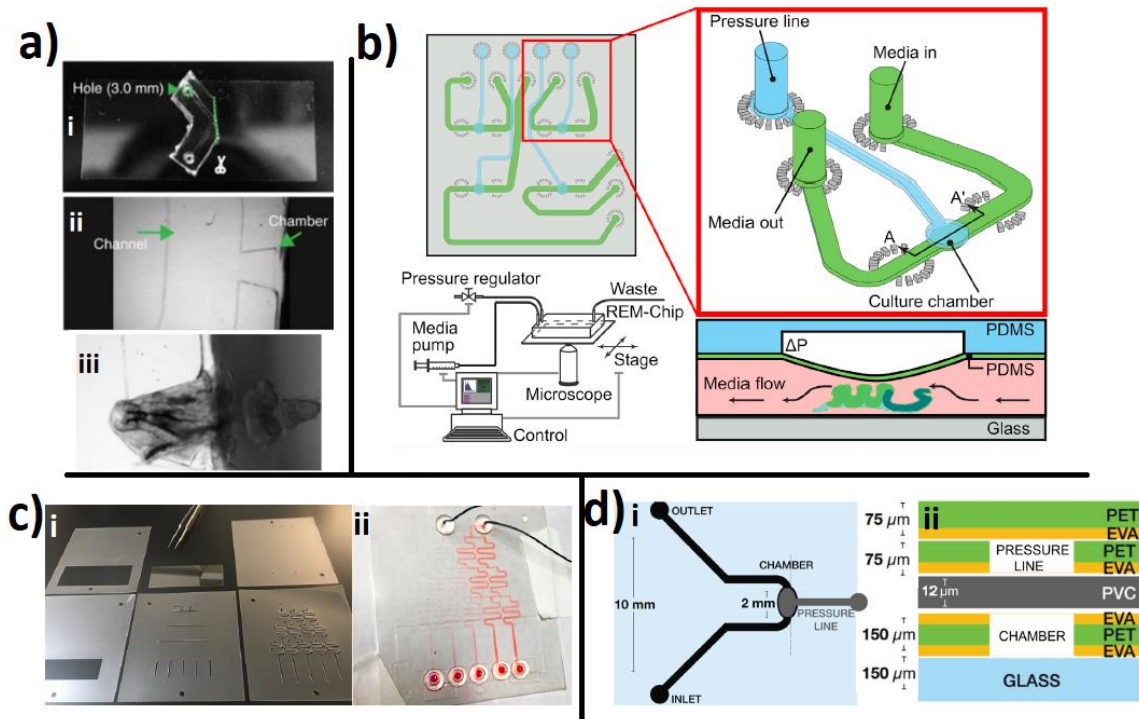 a)
i
Hole (3.0 mm)
ii
Channel
Chamber
iii
b)
Pressure line
Media in
Media out
A
A'
Culture chamber
Pressure regulator
Waste
REM-Chip
Media
pump
Stage
Microscope
Control
ΔP
PDMS
PDMS
Media flow
Glass
c)
i
ii
d)
i
OUTLET
10 mm
CHAMBER
2 mm
PRESSURE
LINE
INLET
ii
75 µm
PET
EVA
75 µm
PRESSURE
LINE
PET
EVA
12 µm
PVC
EVA
150 µm
CHAMBER
PET
EVA
150 µm
GLASS